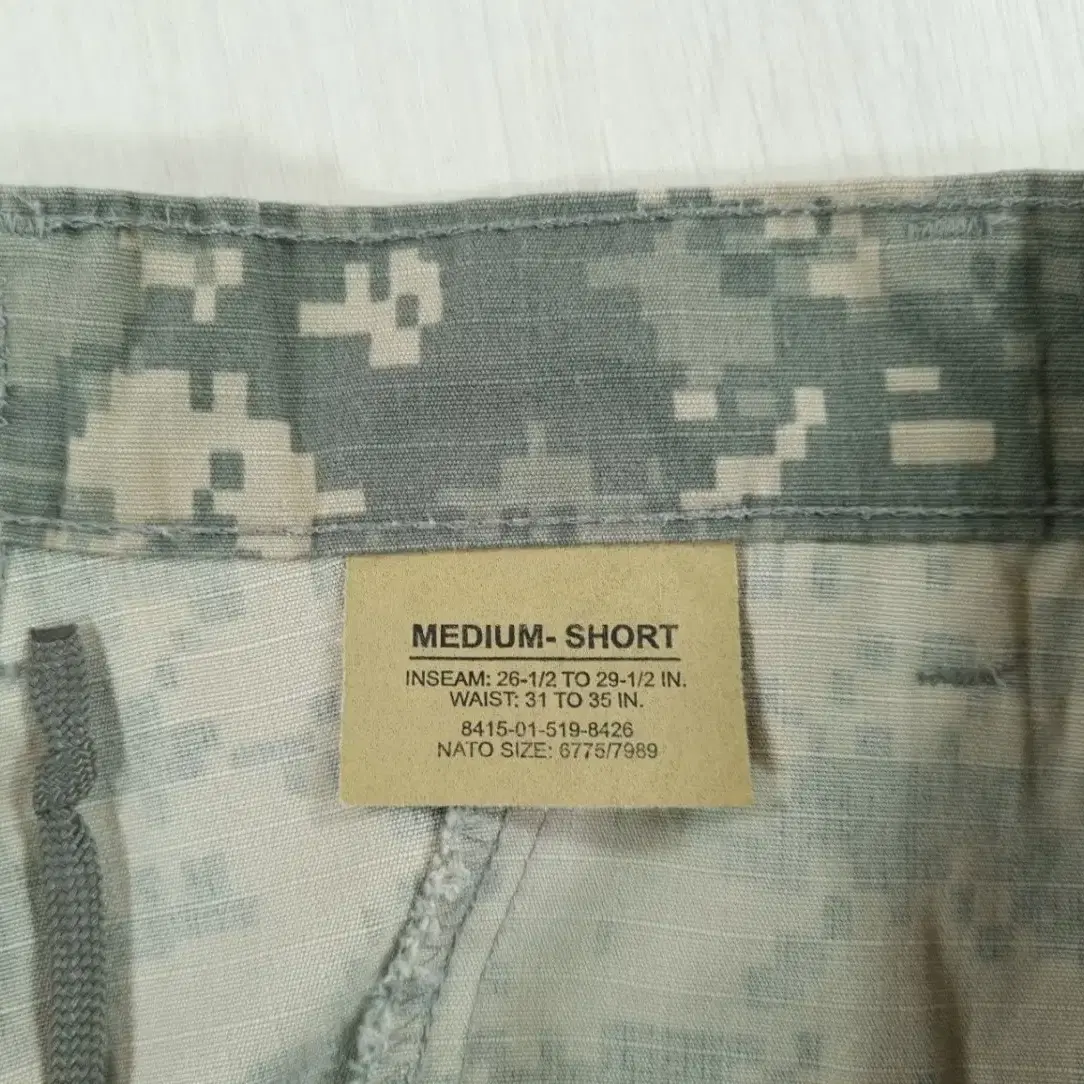 MEDIUM- SHORT
INSEAM: 26-1/2 TO 29-1/2 IN.
WAIST: 31 TO 35 IN.
8415-01-519-8426
NATO SIZE: 6775/7989